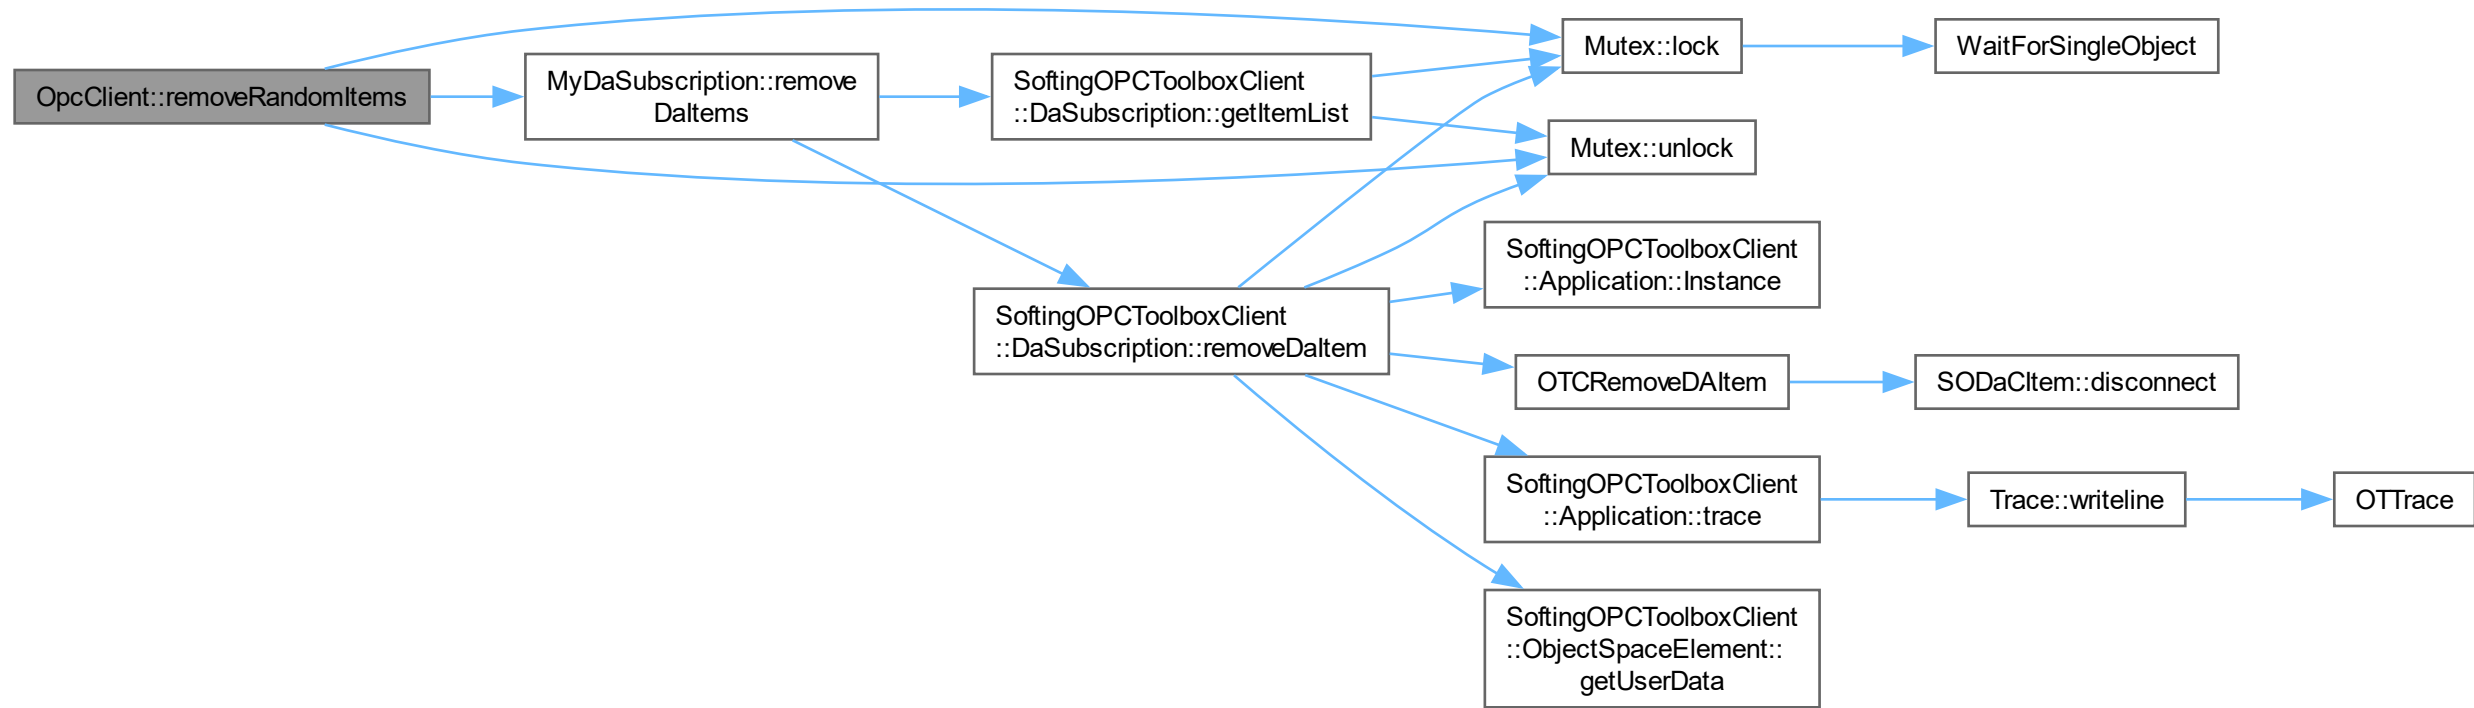 OpcClient::removeRandomItems
MyDaSubscription::remove
DaItems
SoftingOPCToolboxClient
::DaSubscription::getItemList
Mutex::lock
WaitForSingleObject
Mutex::unlock
SoftingOPCToolboxClient
::DaSubscription::removeDaItem
SoftingOPCToolboxClient
::Application::Instance
OTCRemoveDAItem
SODaCItem::disconnect
SoftingOPCToolboxClient
::Application::trace
Trace::writeline
OTTrace
SoftingOPCToolboxClient
::ObjectSpaceElement::
getUserData